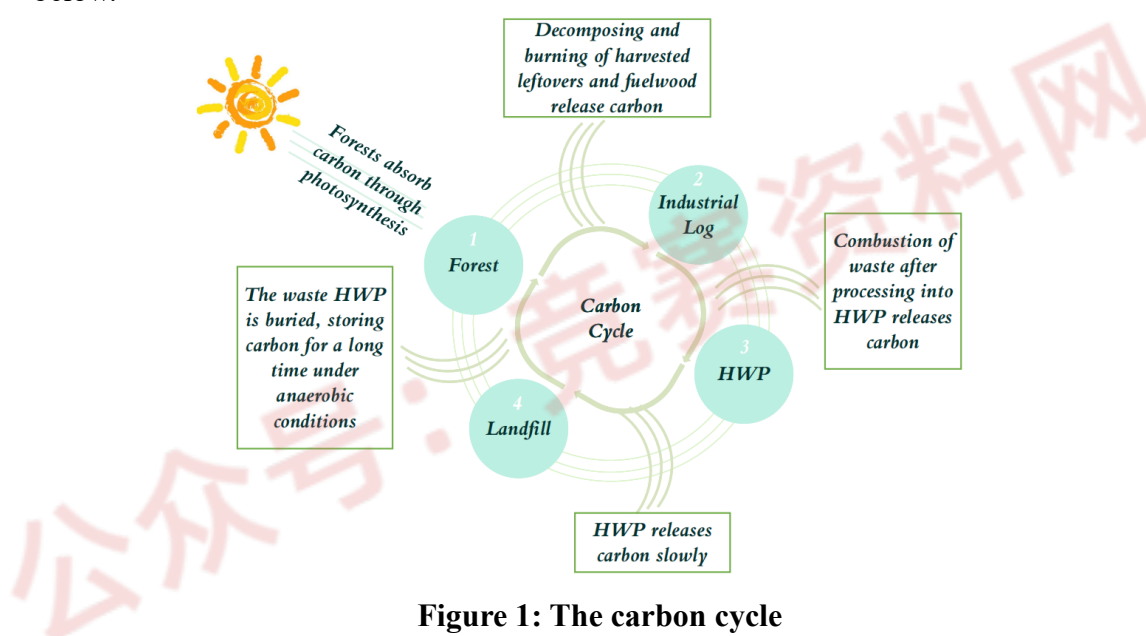 Decomposing and
burning of harvested
leftovers and fuelwood
release carbon
Forests absorb
carbon through
photosynthesis
1
Forest
2
Industrial
Log
Combustion of
waste after
processing into
HWP releases
carbon
The waste HWP
is buried, storing
carbon for a long
time under
anaerobic
conditions
Carbon
Cycle
3
HWP
4
Landfill
HWP releases
carbon slowly
公众号：竞赛资料网
Figure 1: The carbon cycle